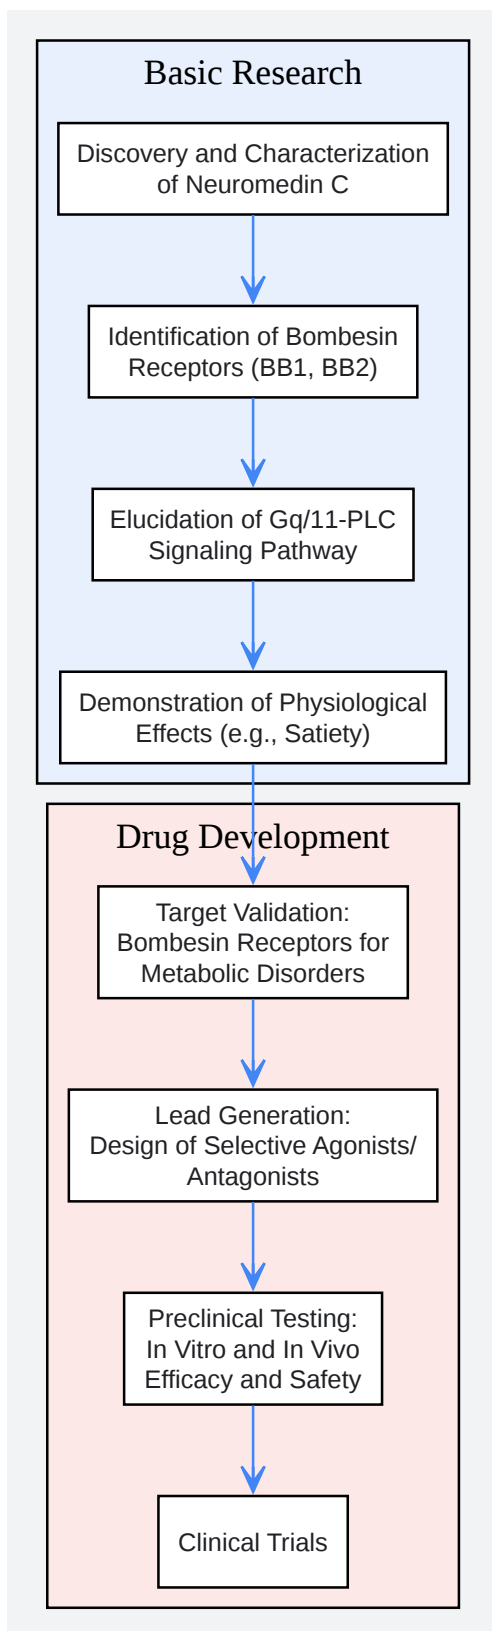 Basic Research
Discovery and Characterization
of Neuromedin C
Identification of Bombesin
Receptors (BB1, BB2)
Elucidation of Gq/11-PLC
Signaling Pathway
Demonstration of Physiological
Effects (e.g., Satiety)
Drug Development
Target Validation:
Bombesin Receptors for
Metabolic Disorders
Lead Generation:
Design of Selective Agonists/
Antagonists
Preclinical Testing:
In Vitro and In Vivo
Efficacy and Safety
Clinical Trials